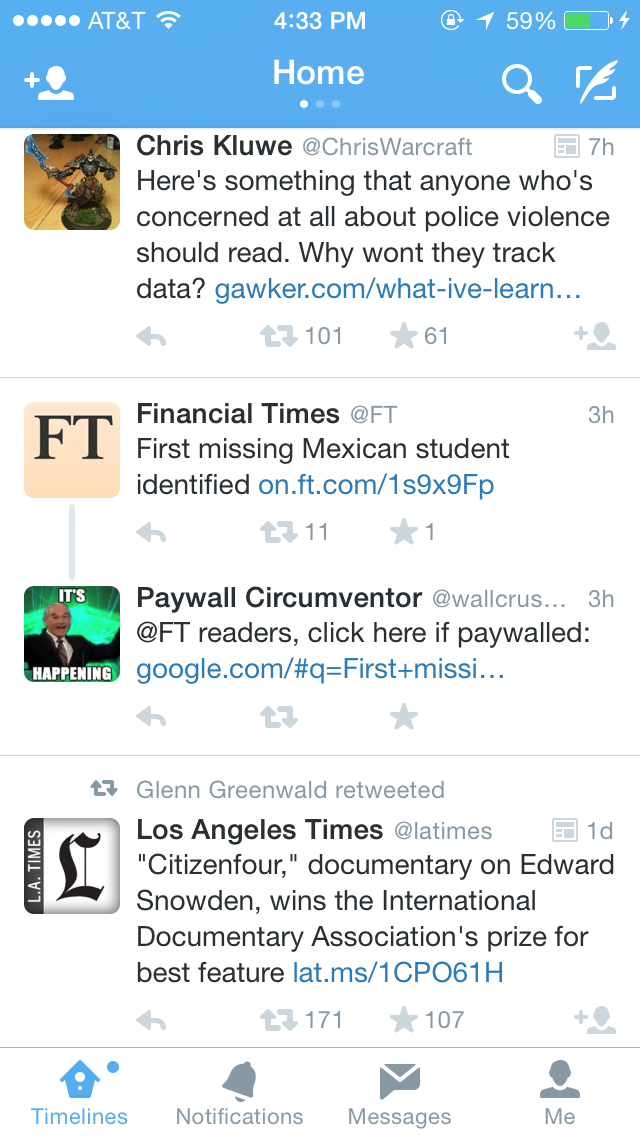 AT&T 4:33 PM 59%
Home
Chris Kluwe @ChrisWarcraft 7h
Here's something that anyone who's
concerned at all about police violence
should read. Why wont they track
data? gawker.com/what-ive-learn...
101 61
FT
Financial Times @FT 3h
First missing Mexican student
identified on.ft.com/1s9x9Fp
11 1
IT'S
HAPPENING
Paywall Circumventor @wallcrus... 3h
@FT readers, click here if paywalled:
google.com/#q=First+missi...
Glenn Greenwald retweeted
L.A. TIMES
L
Los Angeles Times @latimes 1d
"Citizenfour," documentary on Edward
Snowden, wins the International
Documentary Association's prize for
best feature lat.ms/1CPO61H
171 107
Timelines Notifications Messages Me